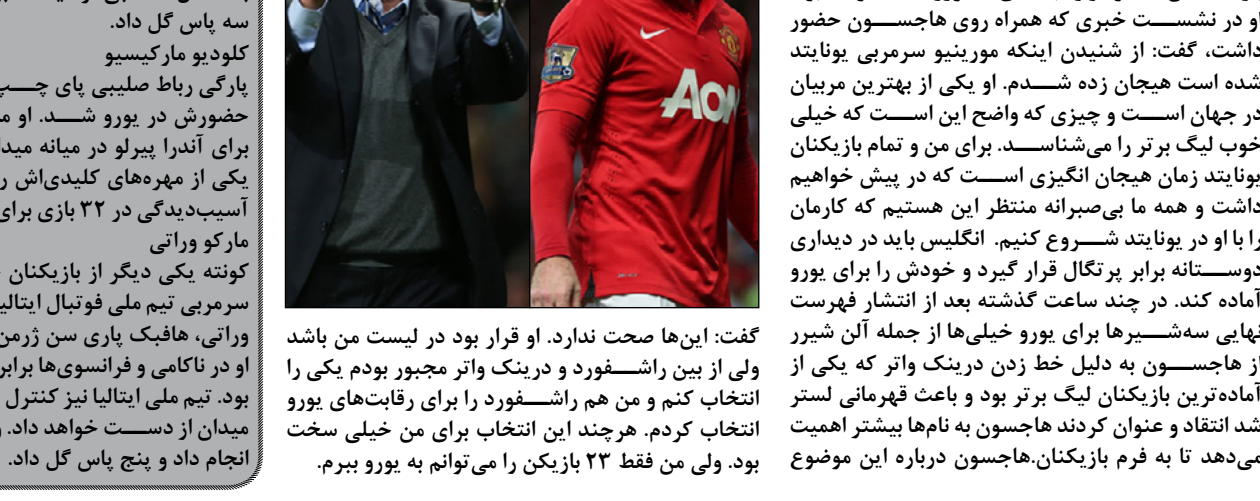 او در نشست خبری که همراه روی هاجسون حضور
داشت، گفت: از شنیدن اینکه مورینیو سرمربی یونایتد
شده است هیجان زده شدم. او یکی از بهترین مربیان
در جهان است و چیزی که واضح این است که خیلی
خوب لیگ برتر را می‌شناسد. برای من و تمام بازیکنان
یونایتد زمان هیجان انگیزی است که در پیش خواهیم
داشت و همه ما بی‌صبرانه منتظر این هستیم که کارمان
را با او در یونایتد شروع کنیم. انگلیس باید در دیداری
دوستانه برابر پرتگال قرار گیرد و خودش را برای یورو
آماده کند. در چند ساعت گذشته بعد از انتشار فهرست
نهایی سه‌شیرها برای یورو خیلی‌ها از جمله آلن شیرر
از هاجسون به دلیل خط زدن درینک واتر که یکی از
آماده‌ترین بازیکنان لیگ برتر بود و باعث قهرمانی لستر
شد انتقاد و عنوان کردند هاجسون به نام‌ها بیشتر اهمیت
می‌دهد تا به فرم بازیکنان.هاجسون درباره این موضوع
AON
گفت: این‌ها صحت ندارد. او قرار بود در لیست من باشد
ولی از بین راشفورد و درینک واتر مجبور بودم یکی را
انتخاب کنم و من هم راشفورد را برای رقابت‌های یورو
انتخاب کردم. هرچند این انتخاب برای من خیلی سخت
بود. ولی من فقط ۲۳ بازیکن را می‌توانم به یورو ببرم.
سه پاس گل داد.
کلودیو مارکیسیو
پارگی رباط صلیبی پای چپ
حضورش در یورو شد. او
برای آندرا پیرلو در میانه
یکی از مهره‌های کلیدی‌اش
آسیب‌دیدگی در ۳۲ بازی برای
مارکو وراتی
کونته یکی دیگر از بازیکنان
سرمربی تیم ملی فوتبال
وراتی، هافبک پاری سن ژرمن
او در ناکامی و فرانسوی‌ها برابر
بود. تیم ملی ایتالیا نیز کنترل
میدان از دست خواهد داد.
انجام داد و پنج پاس گل داد.